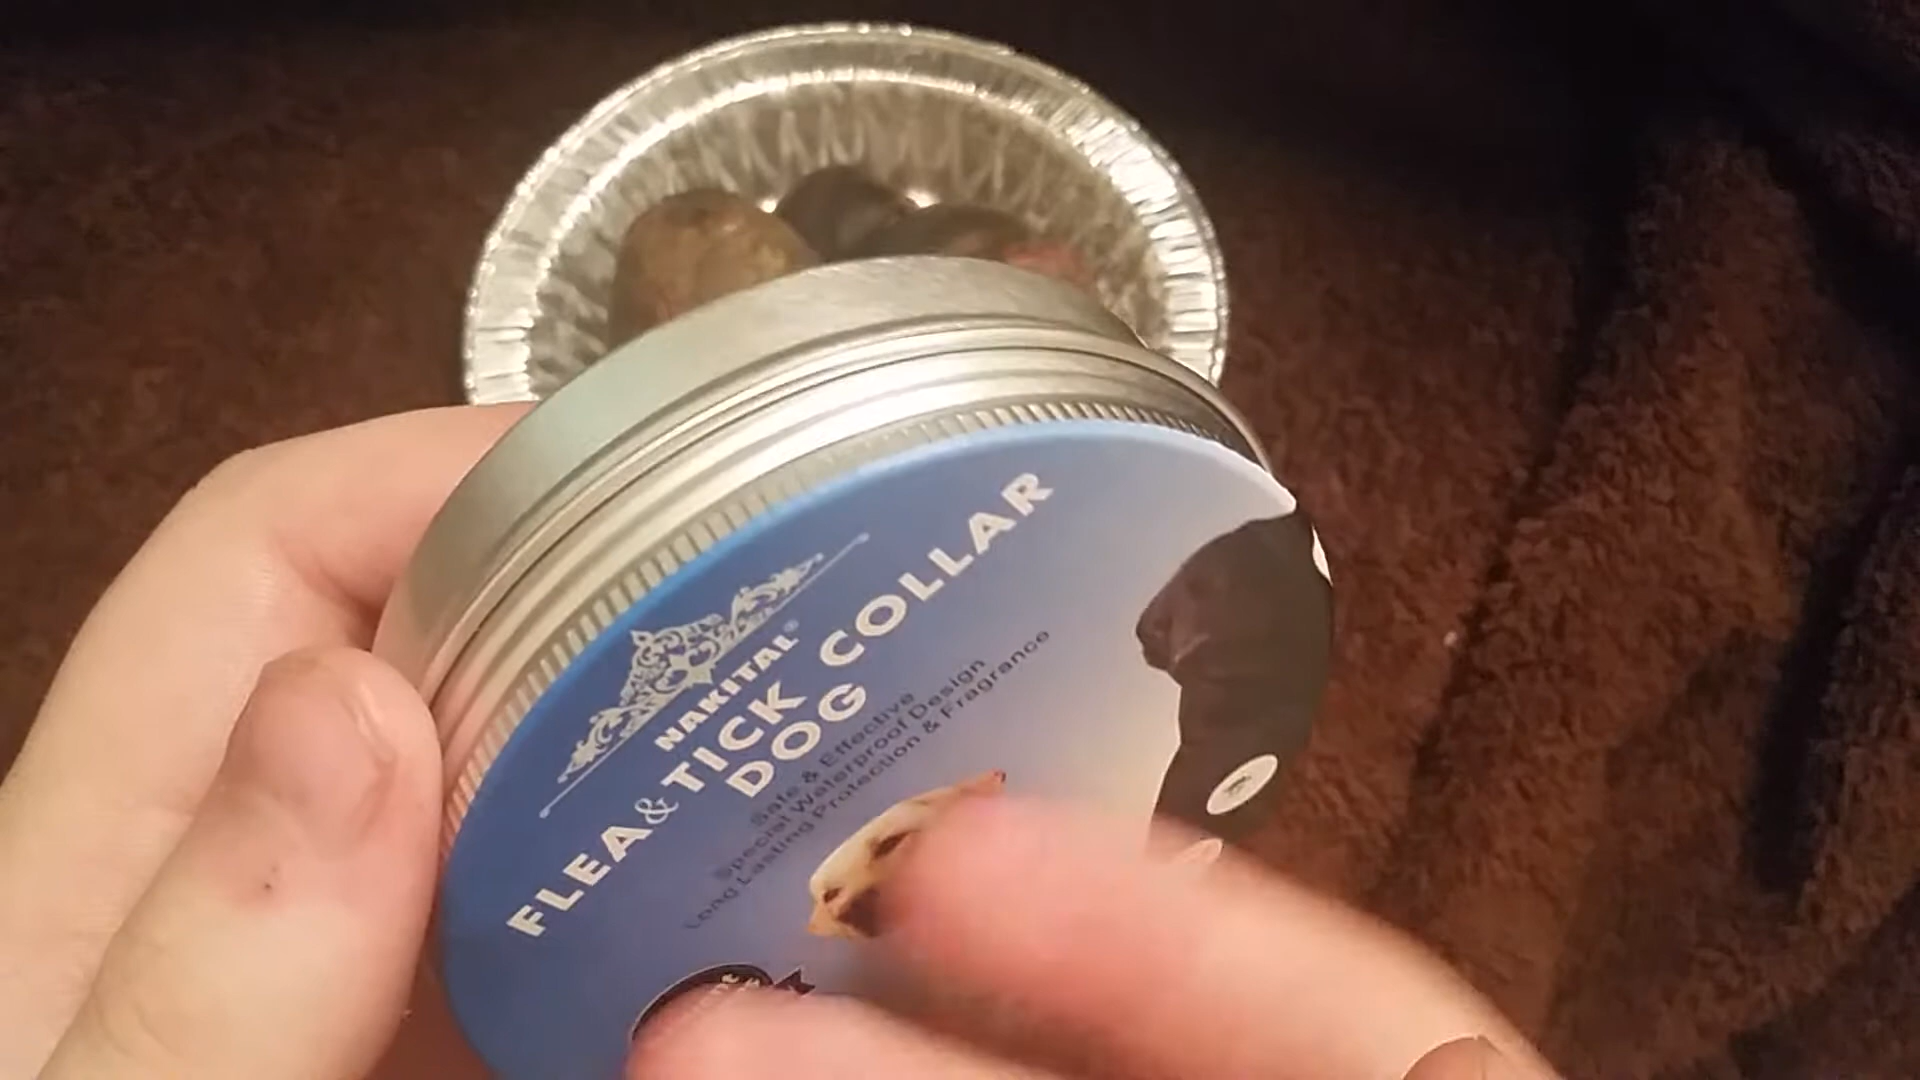 NAKITAL®
FLEA & TICK COLLAR
DOG
Safe & Effective
Special Waterproof Design
Long Lasting Protection & Fragrance